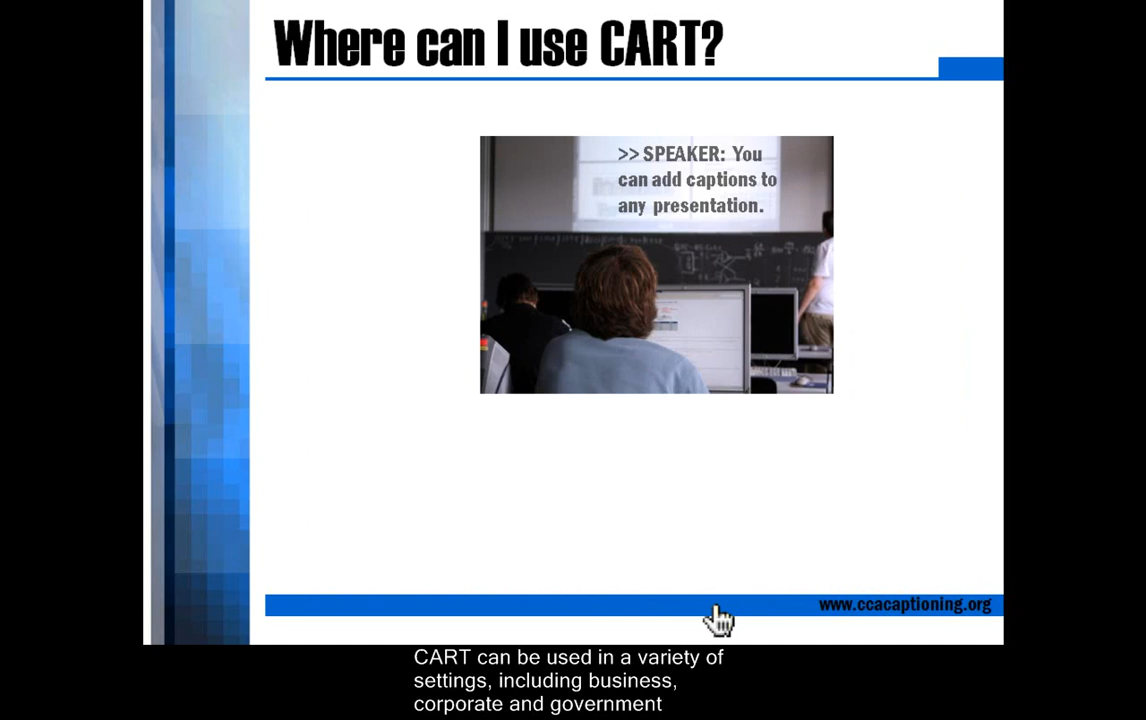 Where can I use CART?
>> SPEAKER: You
can add captions to
any presentation.
www.ccacaptioning.org
CART can be used in a variety of
settings, including business,
corporate and government